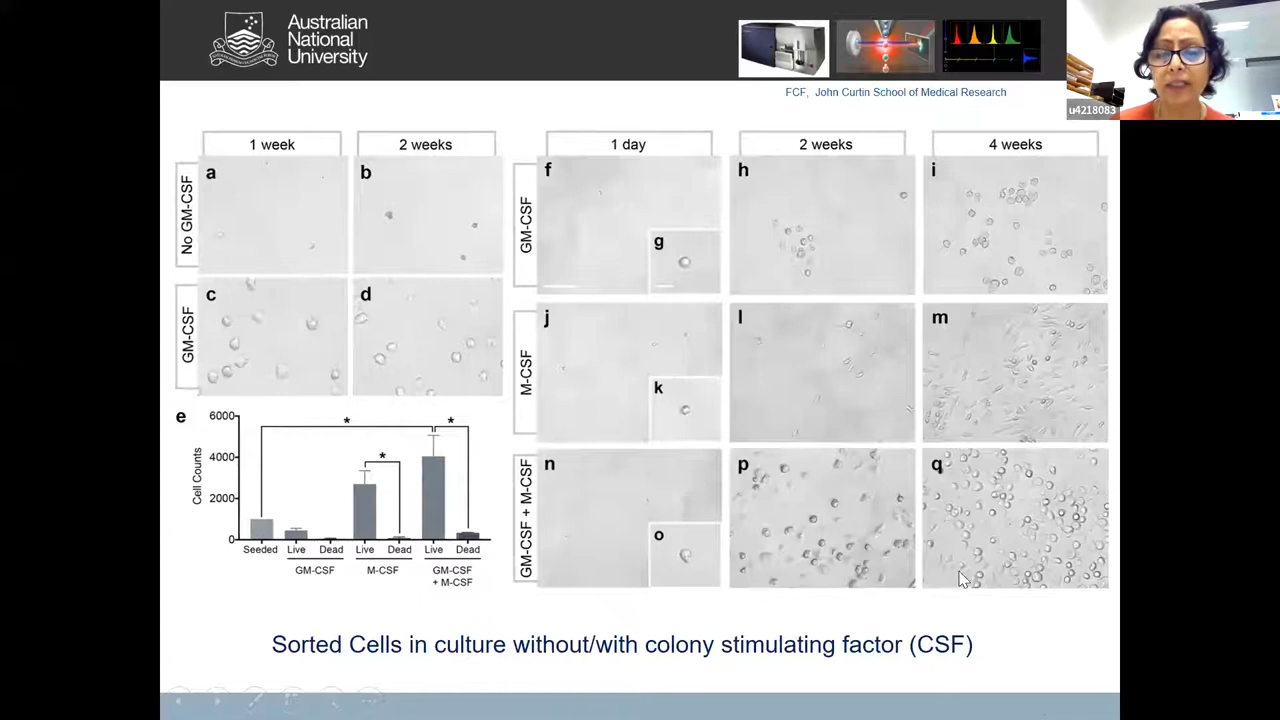 Australian
National
University
FCF, John Curtin School of Medical Research
u4218083
1 week
2 weeks
No GM-CSF
a
b
GM-CSF
c
d
1 day
2 weeks
4 weeks
GM-CSF
f
g
h
i
M-CSF
j
k
l
m
GM-CSF + M-CSF
n
o
p
q
e
Cell Counts
6000
4000
2000
0
*
*
*
Seeded
Live
Dead
Live
Dead
Live
Dead
GM-CSF
M-CSF
GM-CSF
+ M-CSF
Sorted Cells in culture without/with colony stimulating factor (CSF)